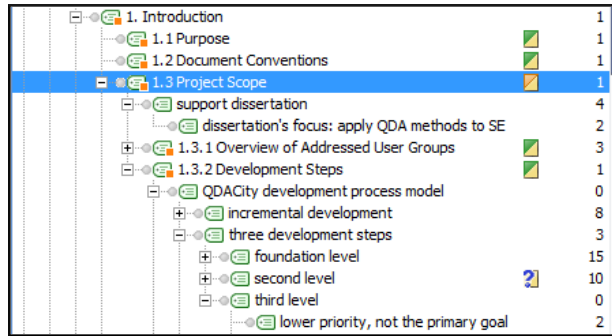 1. Introduction 1
1.1 Purpose 1
1.2 Document Conventions 1
1.3 Project Scope 1
support dissertation 4
dissertation's focus: apply QDA methods to SE 2
1.3.1 Overview of Addressed User Groups 3
1.3.2 Development Steps 1
QDACity development process model 0
incremental development 8
three development steps 3
foundation level 15
second level ? 10
third level 0
lower priority, not the primary goal 2